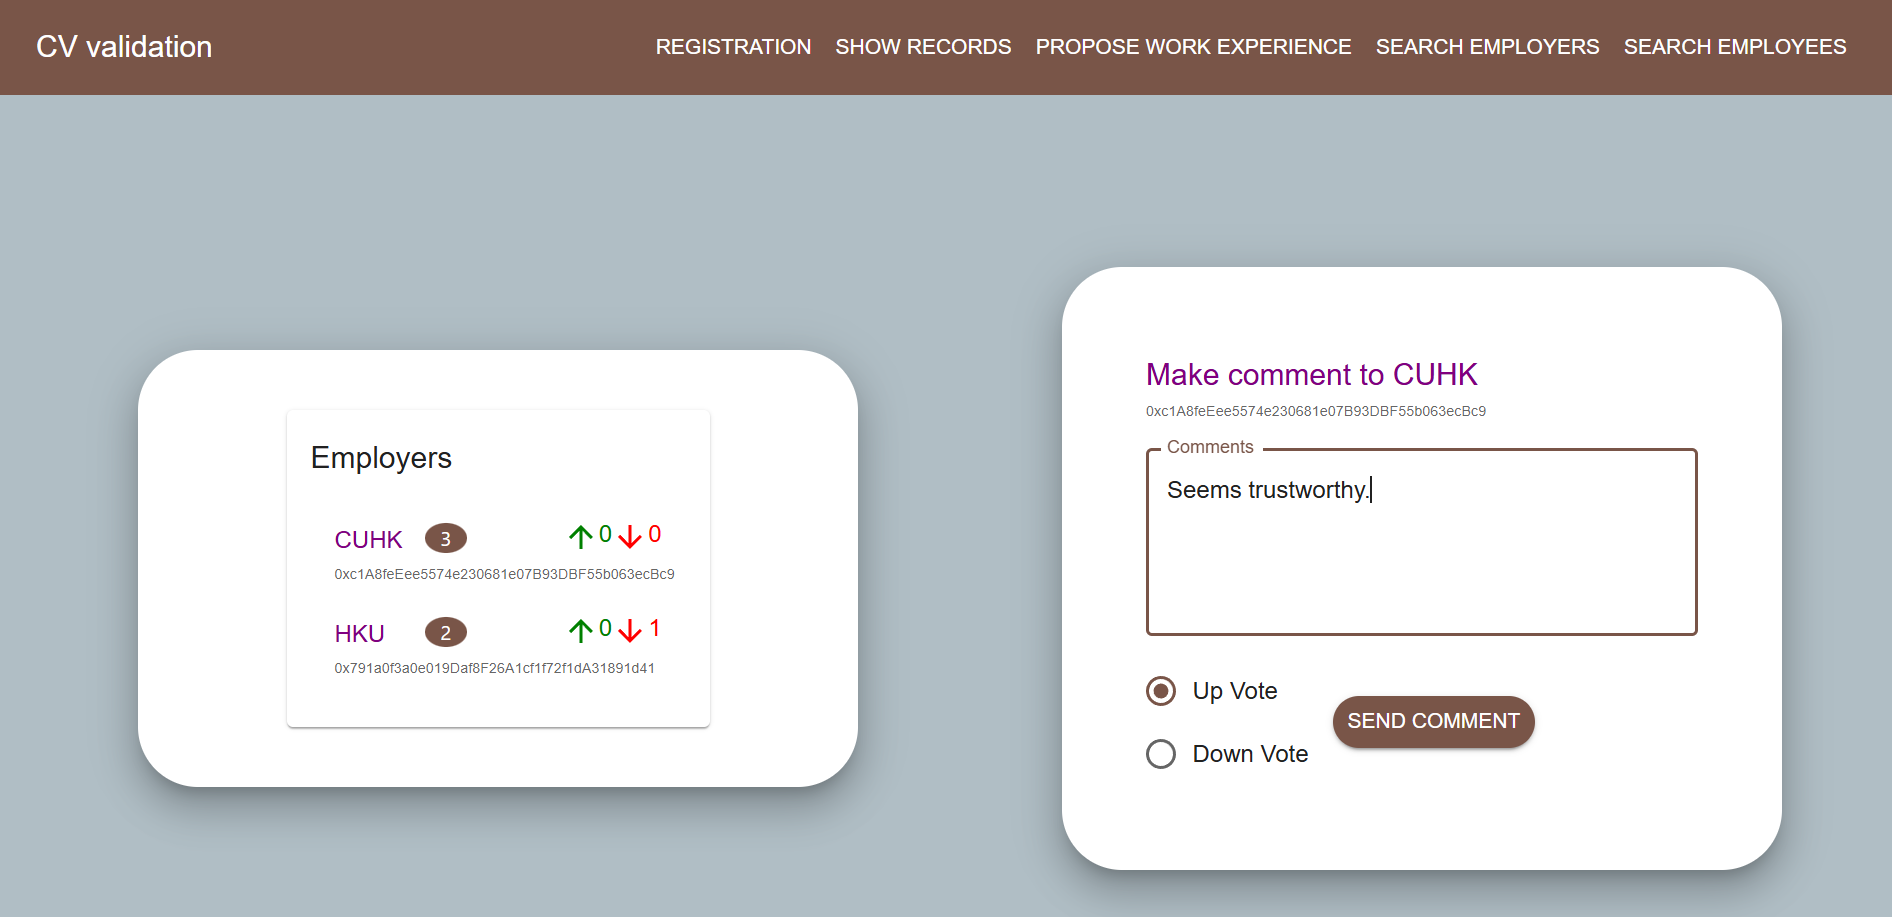 CV validation
REGISTRATION SHOW RECORDS PROPOSE WORK EXPERIENCE SEARCH EMPLOYERS SEARCH EMPLOYEES
Employers
CUHK 3 0 0
0xc1A8feEee5574e230681e07B93DBF55b063ecBc9
HKU 2 0 1
0x791a0f3a0e019Daf8F26A1cf1f72f1dA31891d41
Make comment to CUHK
0xc1A8feEee5574e230681e07B93DBF55b063ecBc9
Comments
Seems trustworthy.
Up Vote
SEND COMMENT
Down Vote